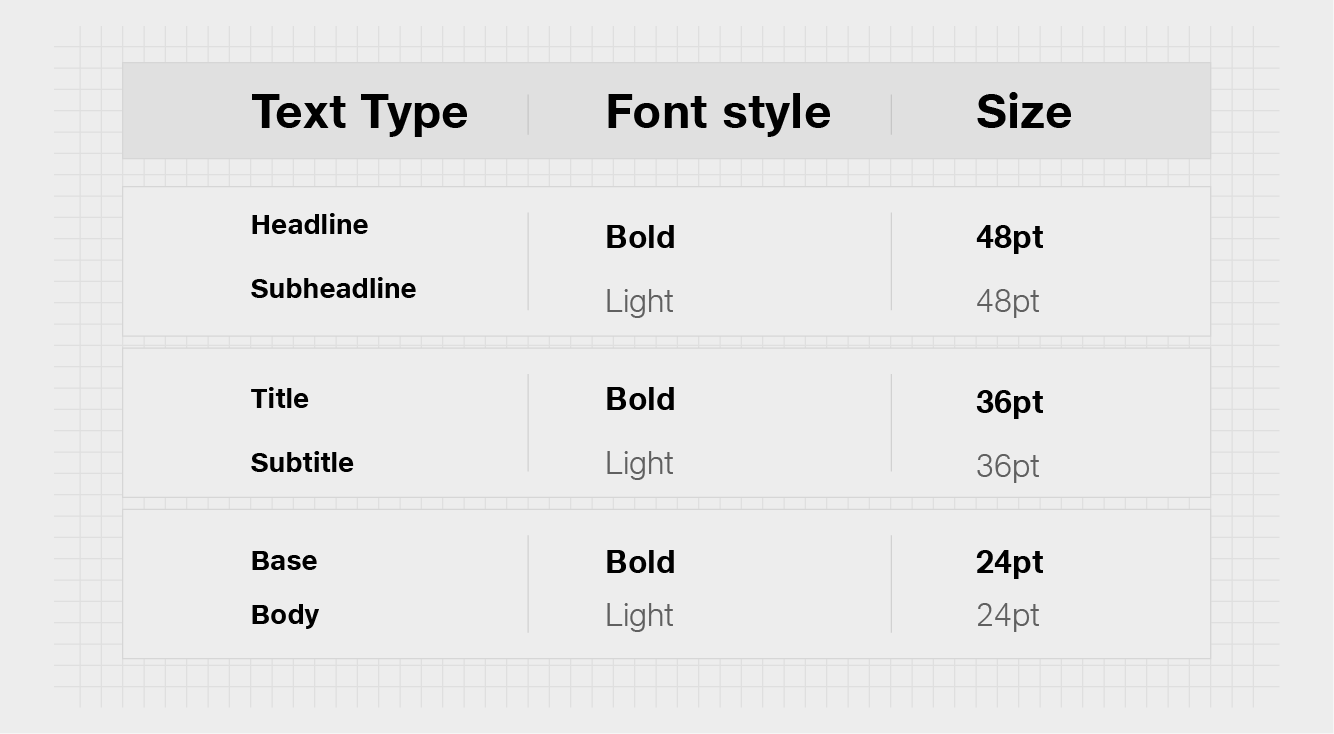 Text Type Font style Size
Headline Bold 48pt
Subheadline Light 48pt
Title Bold 36pt
Subtitle Light 36pt
Base Bold 24pt
Body Light 24pt